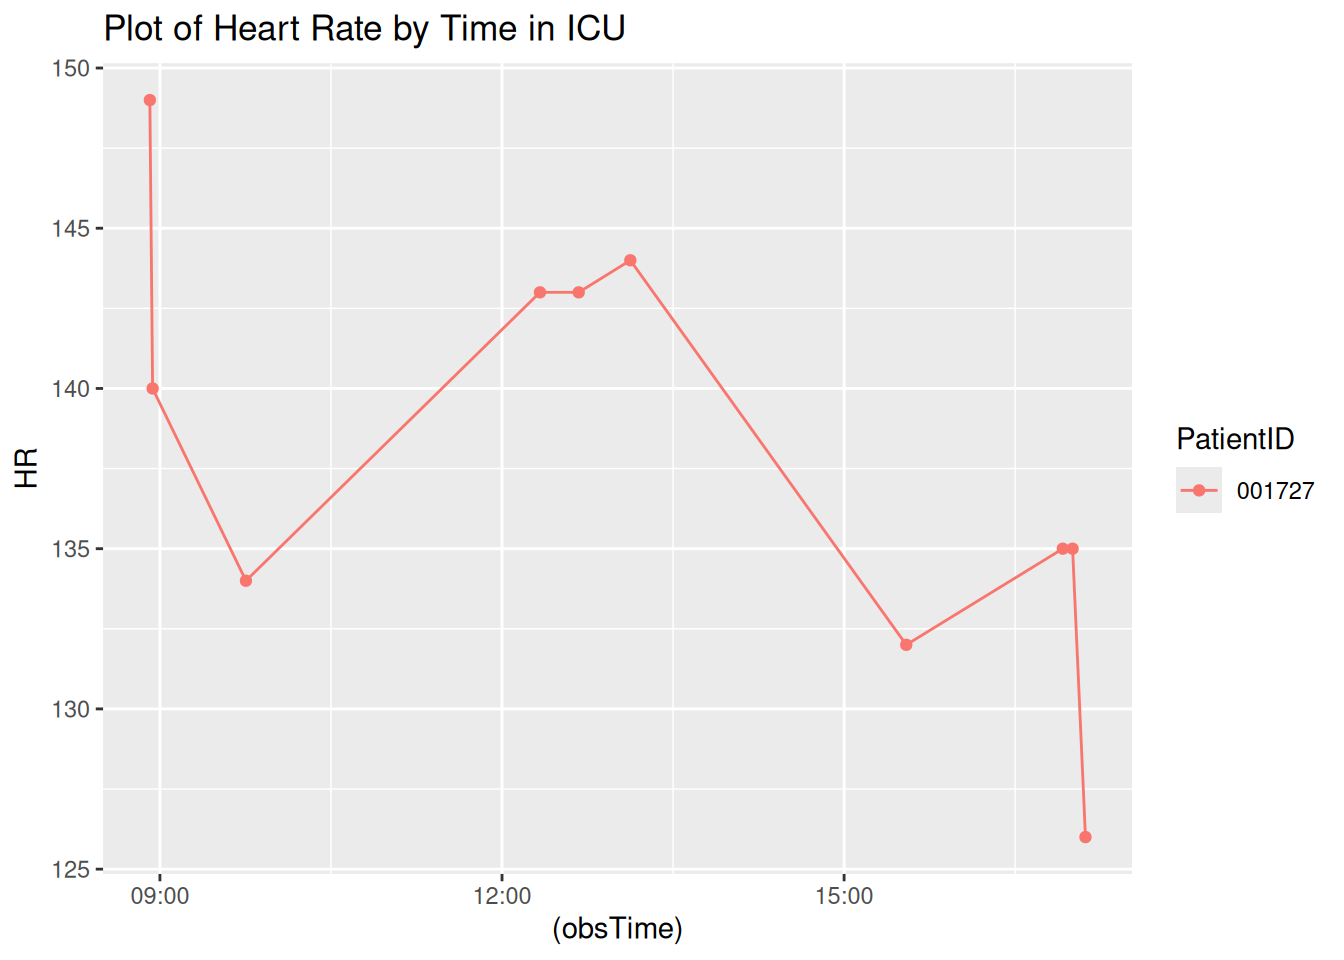 Plot of Heart Rate by Time in ICU
150
145
140
135
130
125
HR
09:00 12:00 15:00
(obsTime)
PatientID
001727